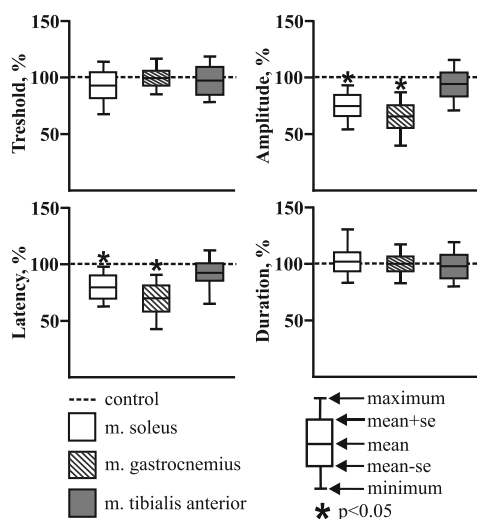 150
100
50
Treshold, %
150
100
50
Amplitude, %
* *
150
100
50
Latency, %
* *
150
100
50
Duration, %
control
m. soleus
m. gastrocnemius
m. tibialis anterior
maximum
mean+se
mean
mean-se
minimum
* p<0.05